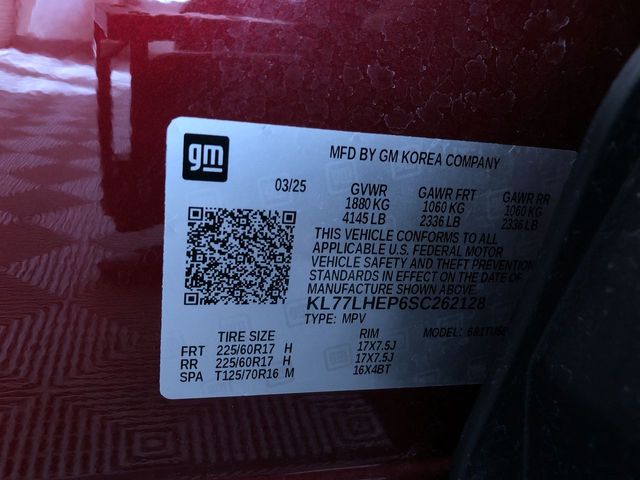 gm
MFD BY GM KOREA COMPANY
03/25 GVWR GAWR FRT GAWR RR
1880 KG 1060 KG 1060 KG
4145 LB 2336 LB 2336 LB
THIS VEHICLE CONFORMS TO ALL
APPLICABLE U.S. FEDERAL MOTOR
VEHICLE SAFETY AND THEFT PREVENTION
STANDARDS IN EFFECT ON THE DATE OF
MANUFACTURE SHOWN ABOVE.
KL77LHEP6SC262128
TYPE: MPV MODEL:
TIRE SIZE RIM
FRT 225/60R17 H 17X7.5J
RR 225/60R17 H 17X7.5J
SPA T125/70R16 M 16X4BT